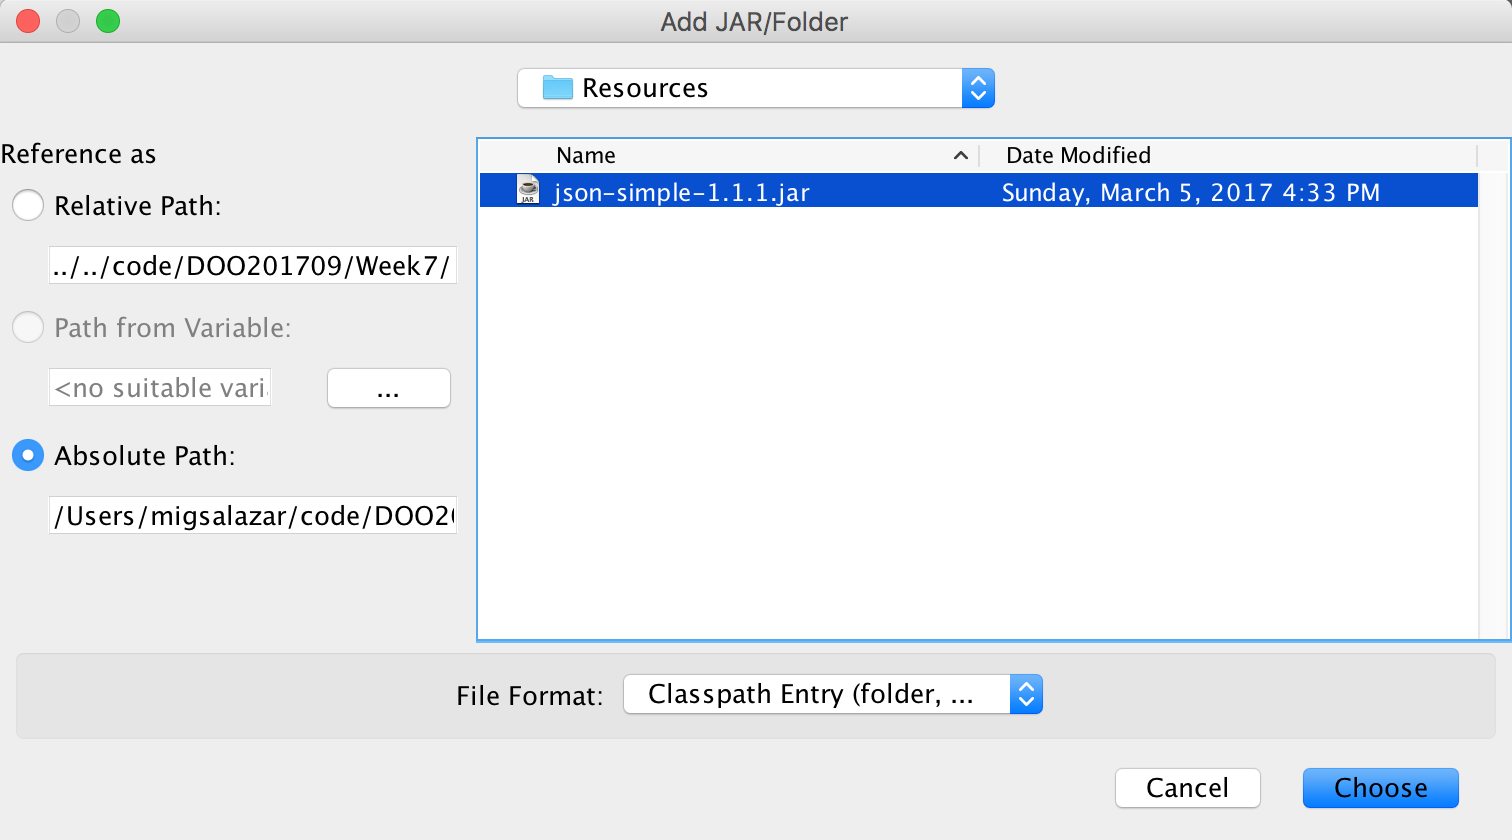 Add JAR/Folder
Resources
Reference as
Relative Path:
../../code/DOO201709/Week7/
Path from Variable:
<no suitable vari
...
Absolute Path:
/Users/migsalazar/code/DOO20
Name
Date Modified
JAR
json-simple-1.1.1.jar
Sunday, March 5, 2017 4:33 PM
File Format:
Classpath Entry (folder, ...
Cancel
Choose